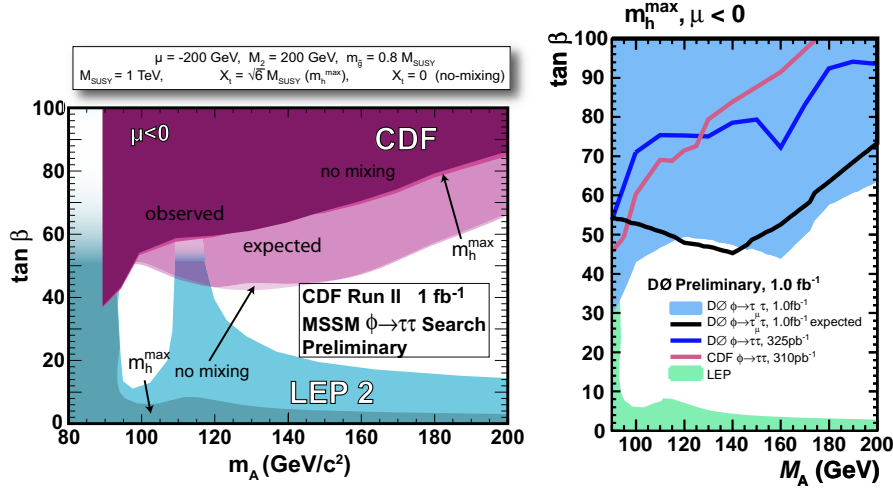 μ = -200 GeV, M₂ = 200 GeV, m_g̃ = 0.8 M_SUSY
M_SUSY = 1 TeV, X_t = √6 M_SUSY (m_h^max), X_t = 0 (no-mixing)
tan β
100
80
60
40
20
0
80 100 120 140 160 180 200
m_A (GeV/c²)
μ<0
CDF
no mixing
observed
expected
m_h^max
CDF Run II 1 fb⁻¹
MSSM ϕ→ττ Search
Preliminary
m_h^max
no mixing
LEP 2
m_h^max, μ < 0
tan β
100
90
80
70
60
50
40
30
20
10
0
DØ Preliminary, 1.0 fb⁻¹
DØ ϕ→τ_μ τ, 1.0fb⁻¹
DØ ϕ→τ_μ τ, 1.0fb⁻¹ expected
DØ ϕ→ττ, 325pb⁻¹
CDF ϕ→ττ, 310pb⁻¹
LEP
100 120 140 160 180 200
M_A (GeV)